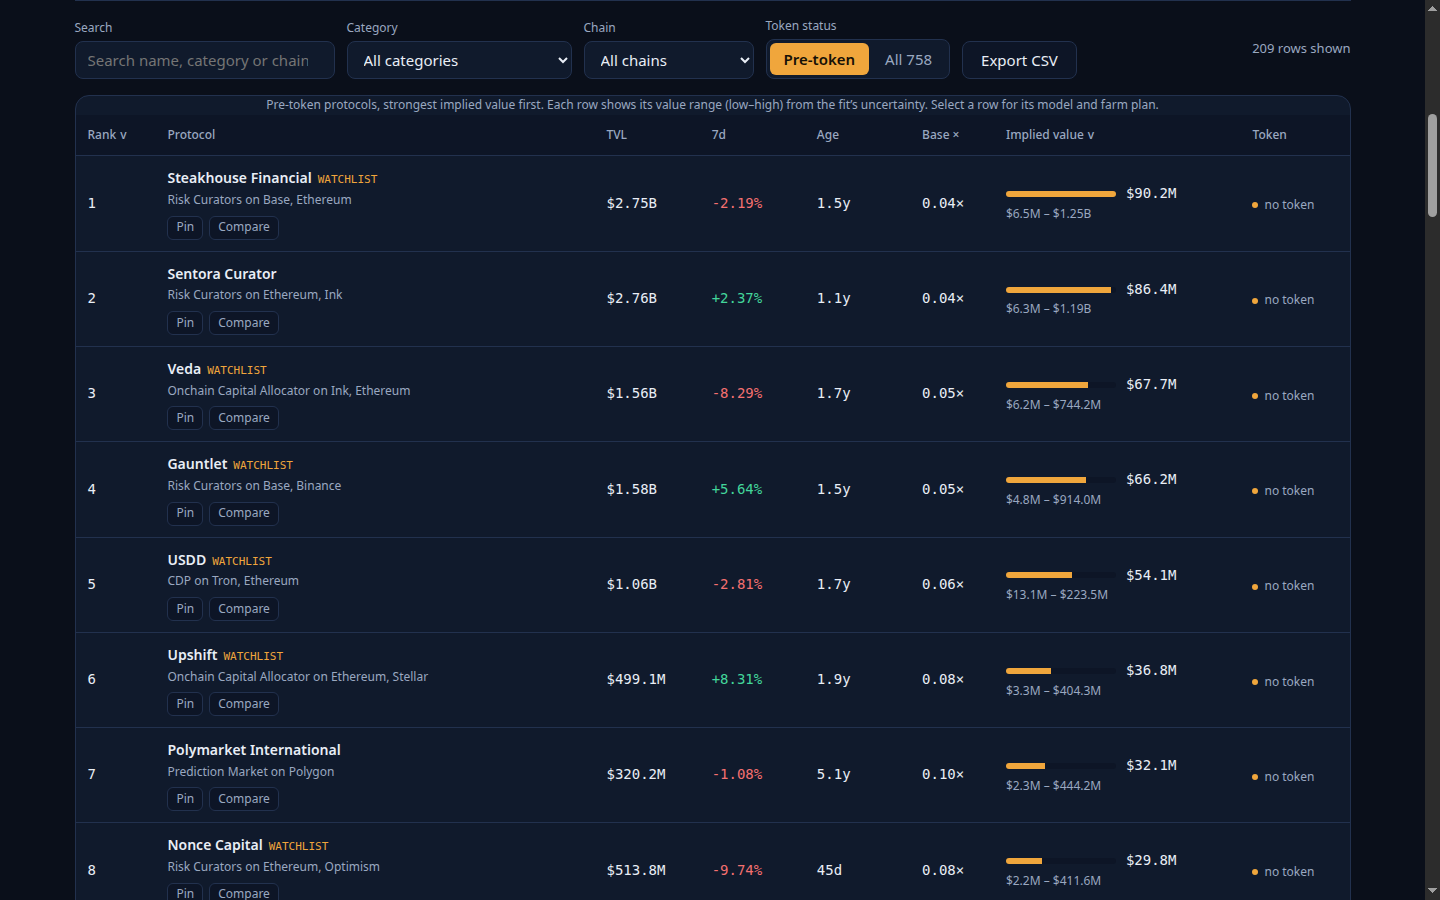 Search
Category
Chain
Token status
Search name, category or chain
All categories
All chains
Pre-token
All 758
Export CSV
209 rows shown
Pre-token protocols, strongest implied value first. Each row shows its value range (low–high) from the fit's uncertainty. Select a row for its model and farm plan.
Rank v Protocol TVL 7d Age Base × Implied value v Token
Steakhouse Financial WATCHLIST
1 Risk Curators on Base, Ethereum $2.75B -2.19% 1.5y 0.04× $90.2M no token
$6.5M – $1.25B
Pin Compare
Sentora Curator
2 Risk Curators on Ethereum, Ink $2.76B +2.37% 1.1y 0.04× $86.4M no token
$6.3M – $1.19B
Pin Compare
Veda WATCHLIST
3 Onchain Capital Allocator on Ink, Ethereum $1.56B -8.29% 1.7y 0.05× $67.7M no token
$6.2M – $744.2M
Pin Compare
Gauntlet WATCHLIST
4 Risk Curators on Base, Binance $1.58B +5.64% 1.5y 0.05× $66.2M no token
$4.8M – $914.0M
Pin Compare
USDD WATCHLIST
5 CDP on Tron, Ethereum $1.06B -2.81% 1.7y 0.06× $54.1M no token
$13.1M – $223.5M
Pin Compare
Upshift WATCHLIST
6 Onchain Capital Allocator on Ethereum, Stellar $499.1M +8.31% 1.9y 0.08× $36.8M no token
$3.3M – $404.3M
Pin Compare
Polymarket International
7 Prediction Market on Polygon $320.2M -1.08% 5.1y 0.10× $32.1M no token
$2.3M – $444.2M
Pin Compare
Nonce Capital WATCHLIST
8 Risk Curators on Ethereum, Optimism $513.8M -9.74% 45d 0.08× $29.8M no token
$2.2M – $411.6M
Pin Compare